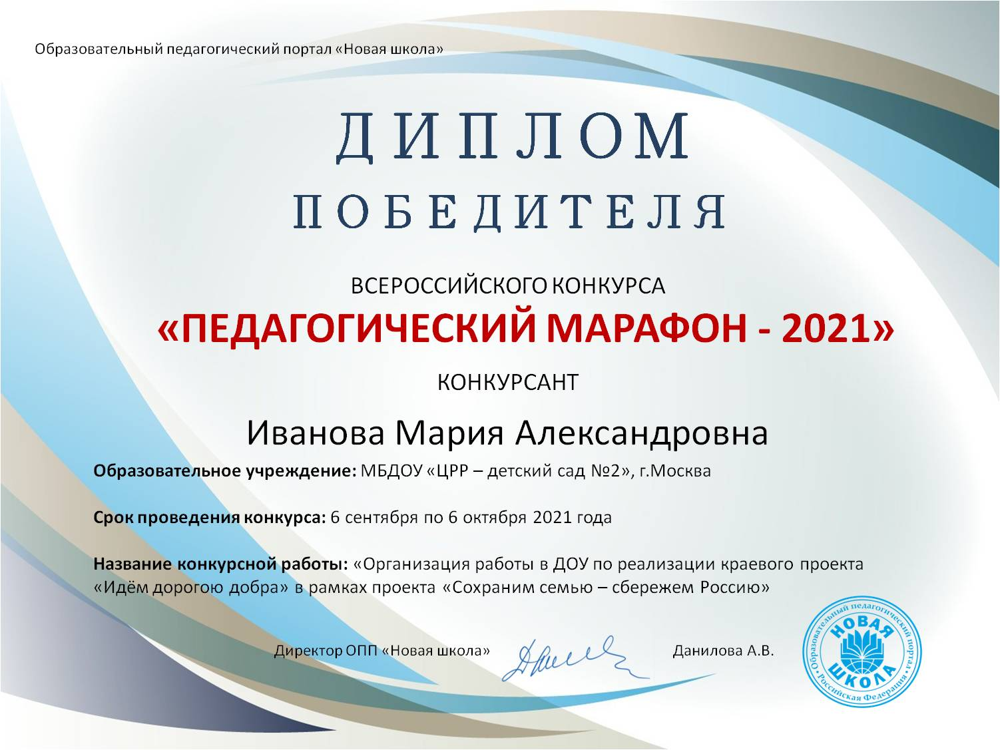 Образовательный педагогический портал «Новая школа»
ДИПЛОМ
ПОБЕДИТЕЛЯ
ВСЕРОССИЙСКОГО КОНКУРСА
«ПЕДАГОГИЧЕСКИЙ МАРАФОН - 2021»
КОНКУРСАНТ
Иванова Мария Александровна
Образовательное учреждение: МБДОУ «ЦРР – детский сад №2», г.Москва
Срок проведения конкурса: 6 сентября по 6 октября 2021 года
Название конкурсной работы: «Организация работы в ДОУ по реализации краевого проекта
«Идём дорогою добра» в рамках проекта «Сохраним семью – сбережем Россию»
Директор ОПП «Новая школа» Данилова А.В.
Образовательный педагогический портал
НОВАЯ
ШКОЛА
Российская Федерация